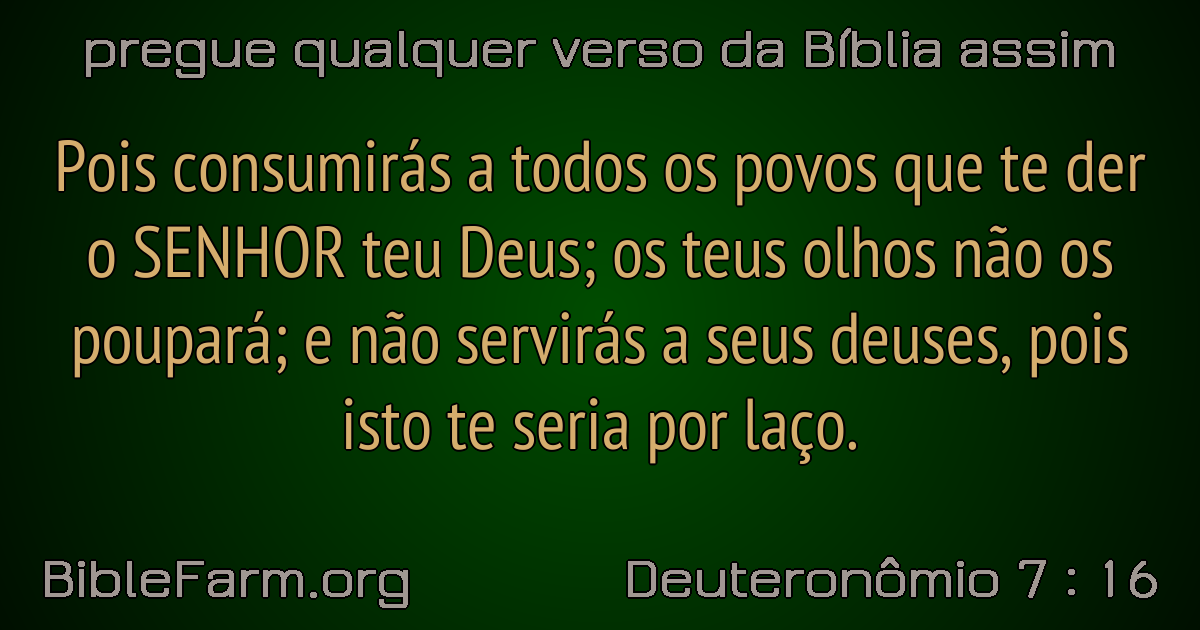 pregue qualquer verso da Bíblia assim
Pois consumirás a todos os povos que te der
o SENHOR teu Deus; os teus olhos não os
poupará; e não servirás a seus deuses, pois
isto te seria por laço.
BibleFarm.org
Deuteronômio 7 : 16